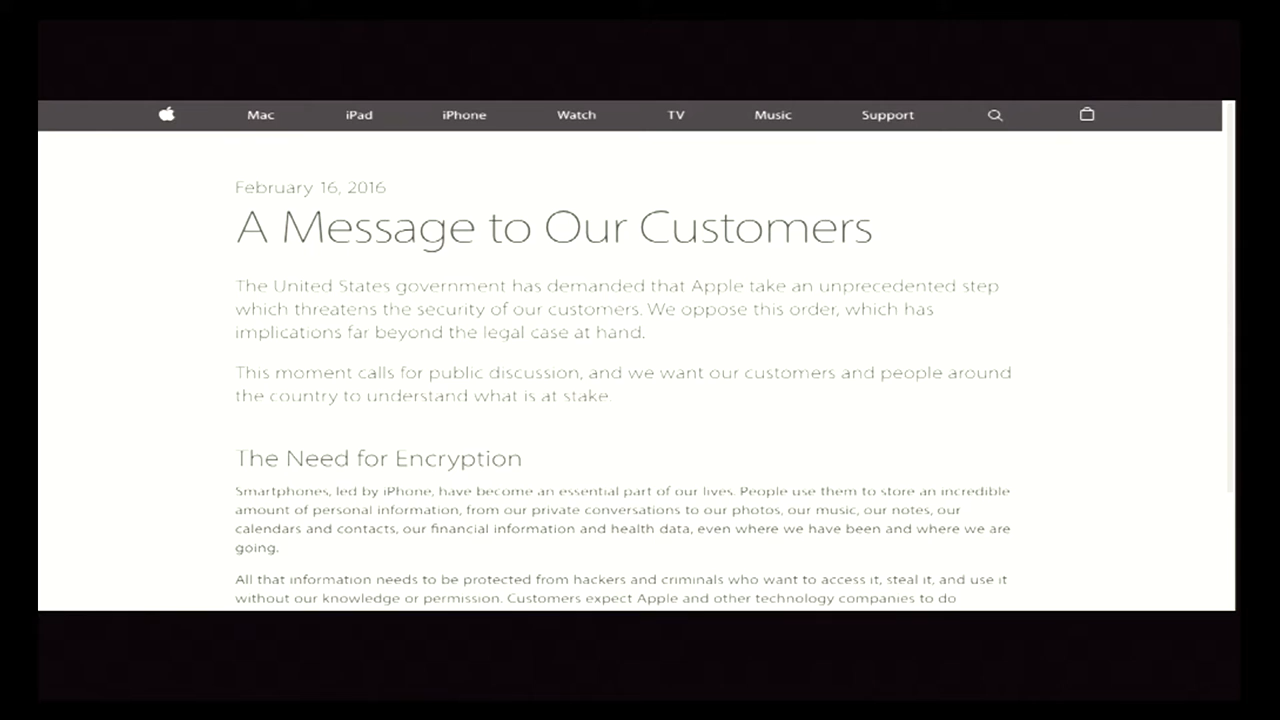 Mac iPad iPhone Watch TV Music Support
February 16, 2016
A Message to Our Customers
The United States government has demanded that Apple take an unprecedented step
which threatens the security of our customers. We oppose this order, which has
implications far beyond the legal case at hand.
This moment calls for public discussion, and we want our customers and people around
the country to understand what is at stake.
The Need for Encryption
Smartphones, led by iPhone, have become an essential part of our lives. People use them to store an incredible
amount of personal information, from our private conversations to our photos, our music, our notes, our
calendars and contacts, our financial information and health data, even where we have been and where we are
going.
All that information needs to be protected from hackers and criminals who want to access it, steal it, and use it
without our knowledge or permission. Customers expect Apple and other technology companies to do